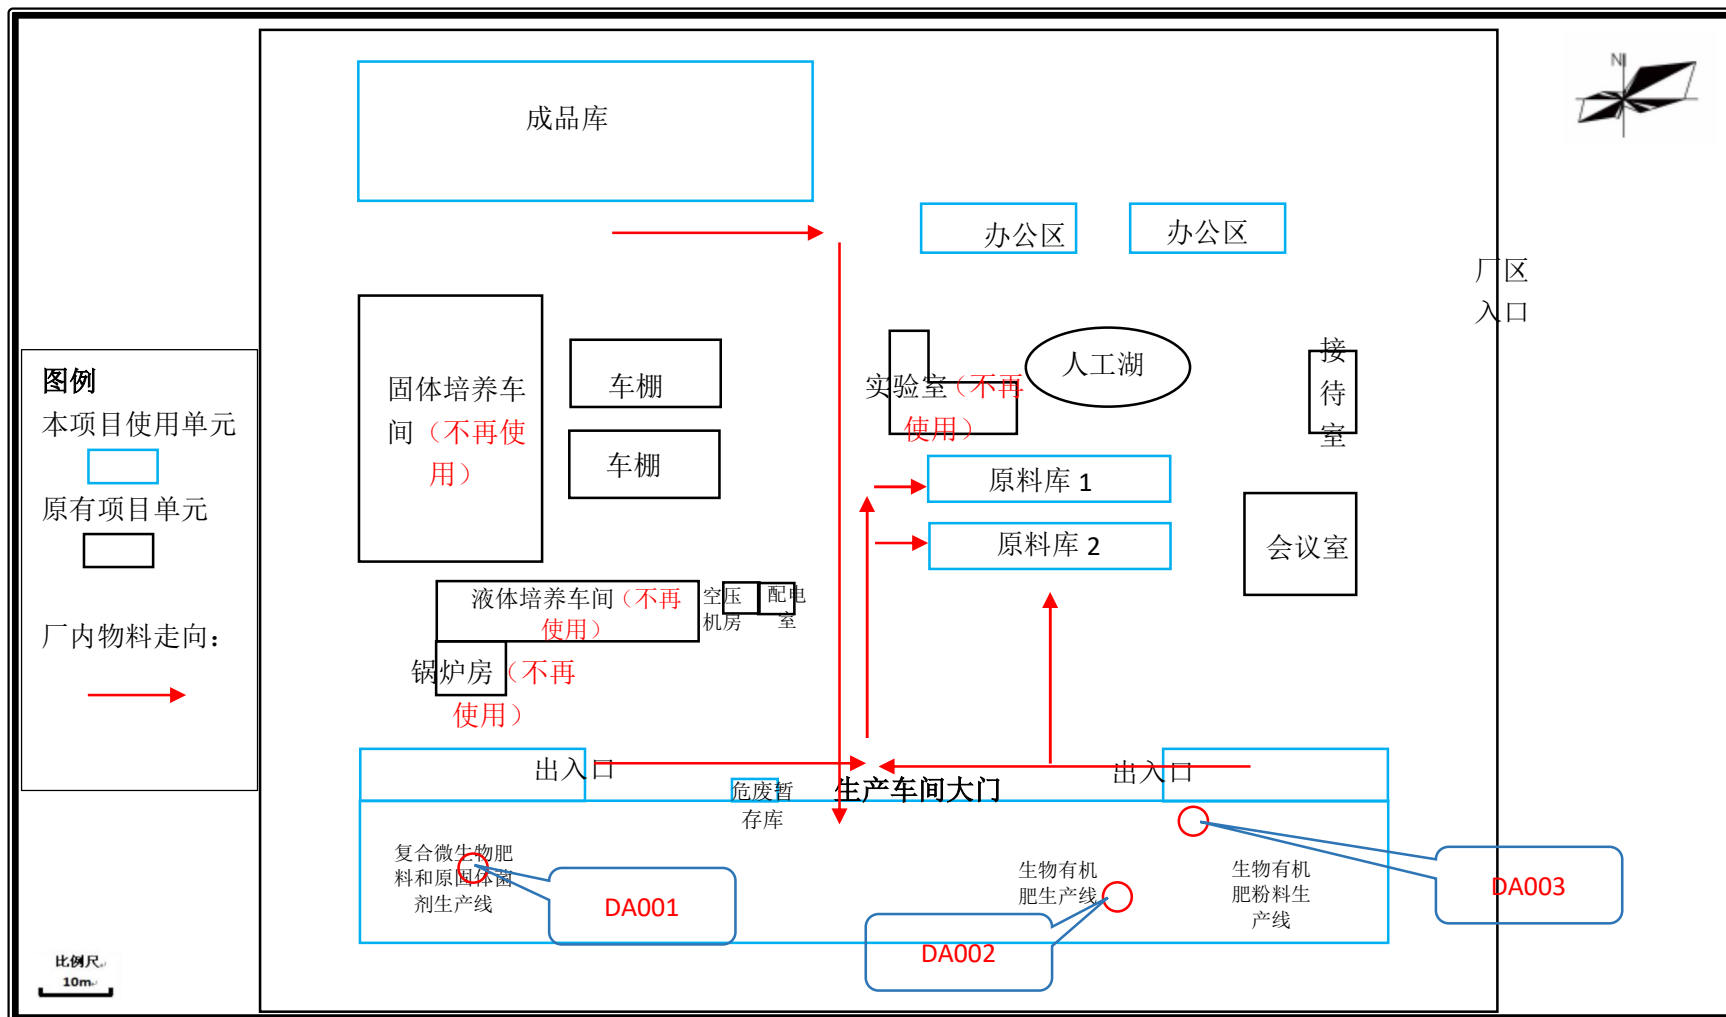 N
成品库
办公区
办公区
厂区
入口
固体培养车
间（不再使
用）
车棚
车棚
实验室（不再
使用）
人工湖
接
待
室
原料库 1
原料库 2
会议室
液体培养车间（不再
使用）
空压
机房
配电
室
锅炉房（不再
使用）
出入口
出入口
危废暂
存库
生产车间大门
复合微生物肥
料和原固体菌
剂生产线
DA001
生物有机
肥生产线
DA002
生物有机
肥粉料生
产线
DA003
图例
本项目使用单元
原有项目单元
厂内物料走向：
比例尺
10m